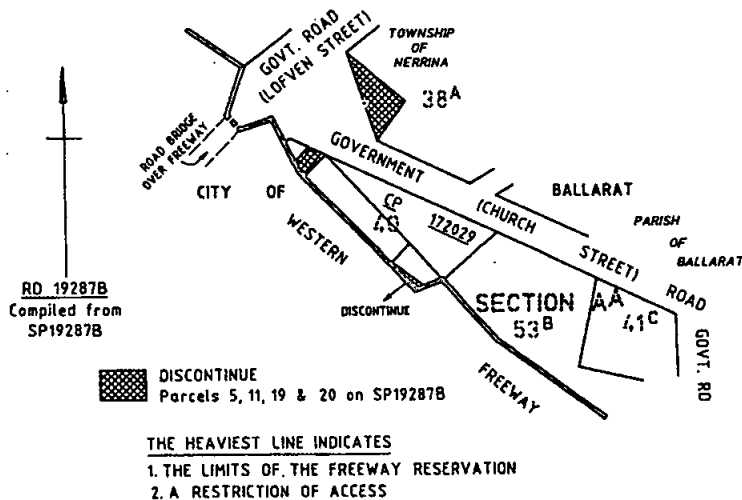 GOVT. ROAD
(LOFVEN STREET)
TOWNSHIP
OF
NERRINA
38A
ROAD BRIDGE
OVER FREEWAY
GOVERNMENT
(CHURCH
STREET)
ROAD
CITY OF
BALLARAT
WESTERN
FREEWAY
CP
172029
PARISH
OF
BALLARAT
RD 19287B
Compiled from
SP19287B
DISCONTINUE
SECTION AA
53B
41C
GOVT. RD
DISCONTINUE
Parcels 5, 11, 19 & 20 on SP19287B
THE HEAVIEST LINE INDICATES
1. THE LIMITS OF. THE FREEWAY RESERVATION
2. A RESTRICTION OF ACCESS